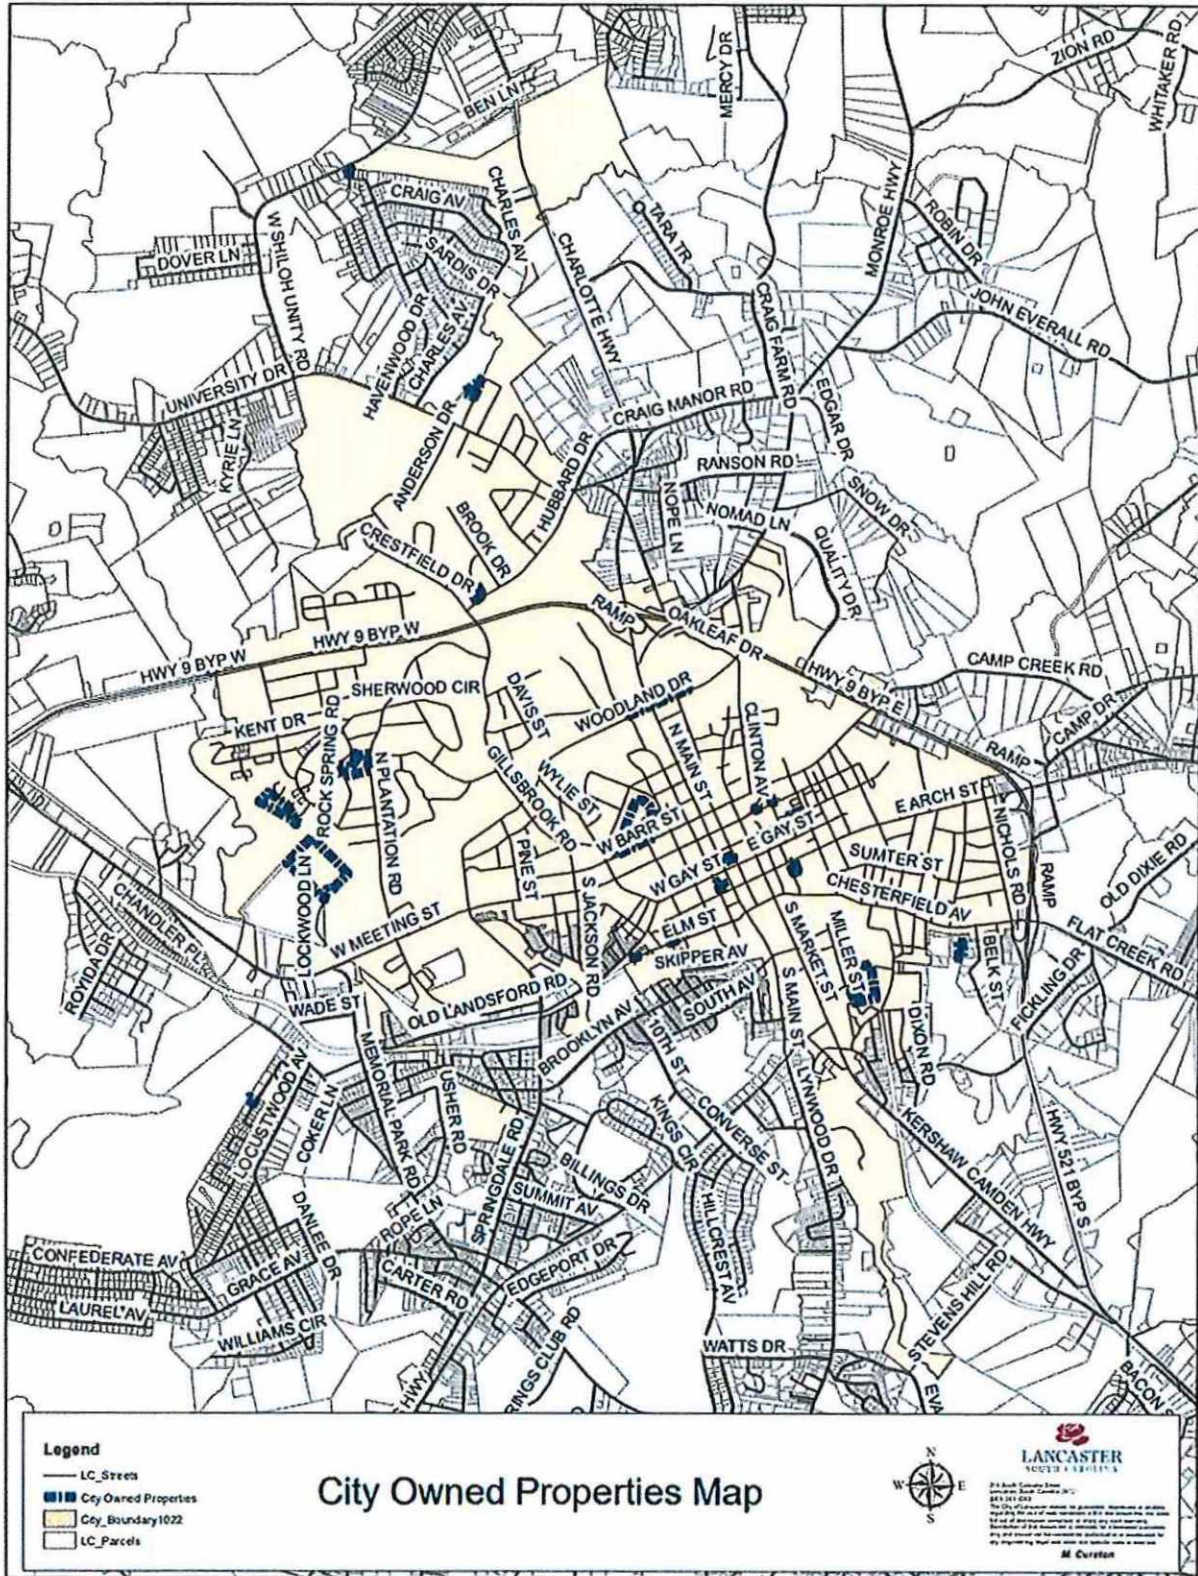 BEN LN
MERCY DR
ZION RD
WHITAKER RD
CRAIG AV
CHARLES AV
SARDIS DR
TARA TR
MONROE HWY
ROBIN DR
DOVER LN
W SHILOH UNITY RD
CHARLOTTE HWY
CRAIG FARM RD
JOHN EVERALL RD
HAVENWOOD DR
CHARLES AV
UNIVERSITY DR
KYRIE LN
ANDERSON DR
CRAIG MANOR RD
EDGAR DR
T HUBBARD DR
RANSON RD
NOPE LN
NOMAD LN
SNOW DR
QUALITY DR
BROOK DR
CRESTFIELD DR
RAMP
OAKLEAF DR
HWY 9 BYP W
HWY 9 BYP W
HWY 9 BYP E
CAMP CREEK RD
CAMP DR
RAMP
SHERWOOD CIR
KENT DR
ROCK SPRING RD
N PLANTATION RD
DAVIS ST
WOODLAND DR
GILLSBROOK RD
WYLIE ST
N MAIN ST
CLINTON AV
W BARR ST
E GAY ST
E ARCH ST
NICHOLS RD
RAMP
OLD DIXIE RD
PINE ST
W GAY ST
SUMTER ST
CHESTERFIELD AV
FLAT CREEK RD
LOCKWOOD LN
W MEETING ST
S JACKSON RD
ELM ST
SKIPPER AV
S MARKET ST
MILLER ST
BELK ST
FICKLING DR
CHANDLER PL
ROYIDA DR
WADE ST
OLD LANDSFORD RD
BROOKLYN AV
10TH ST
SOUTH AV
S MAIN ST
DIXON RD
MEMORIAL PARK RD
USHER RD
LOCUSTWOOD AV
COKER LN
SPRINGDALE RD
KINGS CIR
CONVERSE ST
LYNWOOD DR
KERSHAW CAMDEN HWY
HWY 521 BYP S
BILLINGS DR
SUMMIT AV
HILLCREST AV
ROPE LN
DANLEE DR
CONFEDERATE AV
GRACE AV
LAUREL AV
CARTER RD
EDGEPORT DR
WILLIAMS CIR
STEVENS HILL RD
WATTS DR
HWY
RINGS CLUB RD
EVA
BACON
Legend
LC_Streets
City Owned Properties
City_Boundary1022
LC_Parcels
City Owned Properties Map
N
W E
S
LANCASTER
SOUTH CAROLINA
M. Cureton